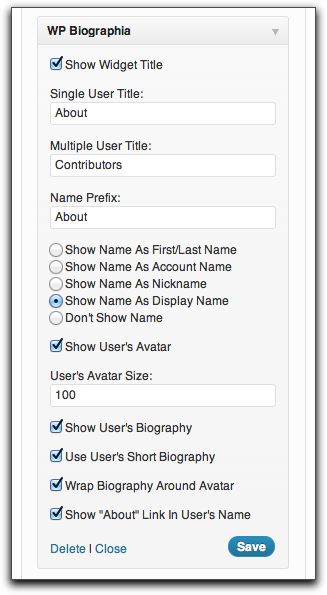 WP Biographia
Show Widget Title
Single User Title:
About
Multiple User Title:
Contributors
Name Prefix:
About
Show Name As First/Last Name
Show Name As Account Name
Show Name As Nickname
Show Name As Display Name
Don't Show Name
Show User's Avatar
User's Avatar Size:
100
Show User's Biography
Use User's Short Biography
Wrap Biography Around Avatar
Show "About" Link In User's Name
Delete | Close Save